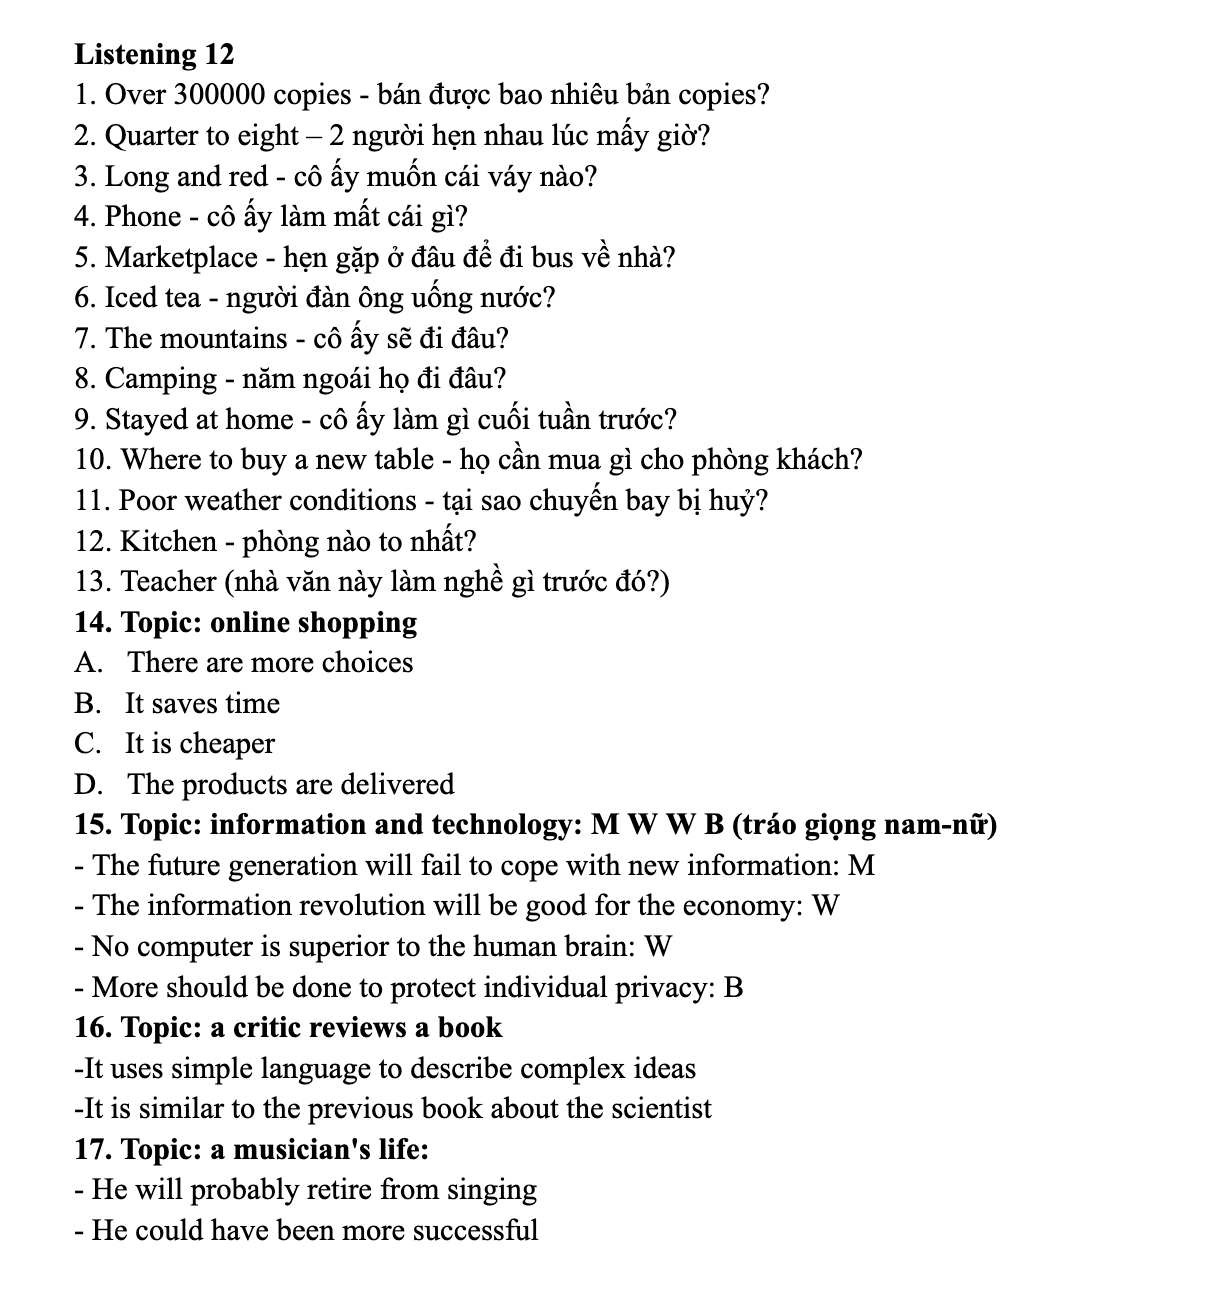 Listening 12
1. Over 300000 copies - bán được bao nhiêu bản copies?
2. Quarter to eight – 2 người hẹn nhau lúc mấy giờ?
3. Long and red - cô ấy muốn cái váy nào?
4. Phone - cô ấy làm mất cái gì?
5. Marketplace - hẹn gặp ở đâu để đi bus về nhà?
6. Iced tea - người đàn ông uống nước?
7. The mountains - cô ấy sẽ đi đâu?
8. Camping - năm ngoái họ đi đâu?
9. Stayed at home - cô ấy làm gì cuối tuần trước?
10. Where to buy a new table - họ cần mua gì cho phòng khách?
11. Poor weather conditions - tại sao chuyến bay bị huỷ?
12. Kitchen - phòng nào to nhất?
13. Teacher (nhà văn này làm nghề gì trước đó?)
14. Topic: online shopping
A. There are more choices
B. It saves time
C. It is cheaper
D. The products are delivered
15. Topic: information and technology: M W W B (tráo giọng nam-nữ)
- The future generation will fail to cope with new information: M
- The information revolution will be good for the economy: W
- No computer is superior to the human brain: W
- More should be done to protect individual privacy: B
16. Topic: a critic reviews a book
-It uses simple language to describe complex ideas
-It is similar to the previous book about the scientist
17. Topic: a musician's life:
- He will probably retire from singing
- He could have been more successful